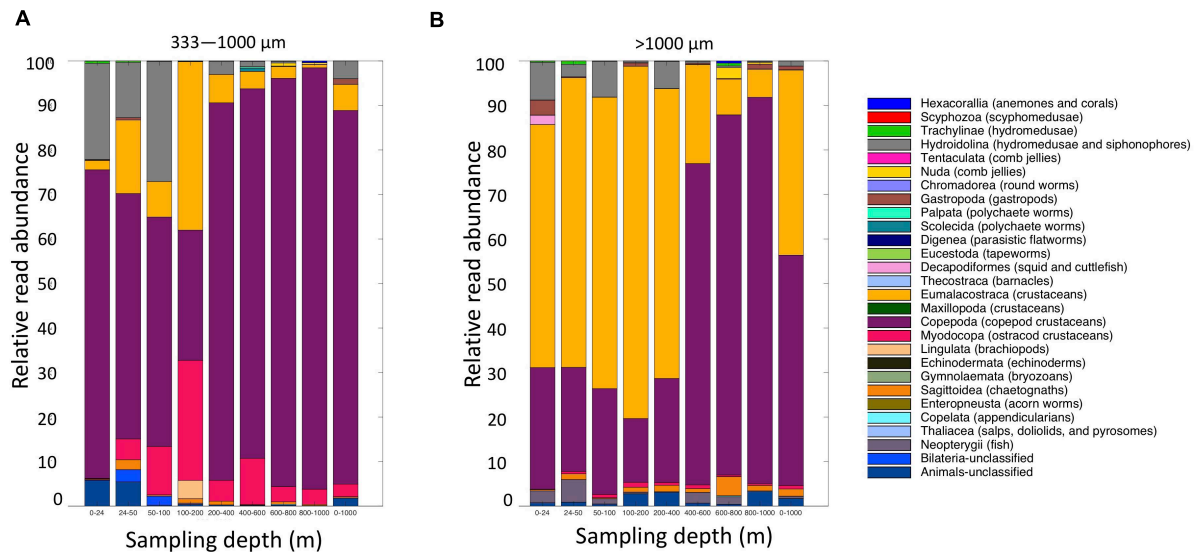 A
333—1000 μm
100
90
80
70
60
50
40
30
20
10
0
Relative read abundance
0-24 24-50 50-100 100-200 200-400 400-600 600-800 800-1000 0-1000
Sampling depth (m)
B
>1000 μm
100
90
80
70
60
50
40
30
20
10
0
Relative read abundance
0-24 24-50 50-100 100-200 200-400 400-600 600-800 800-1000 0-1000
Sampling depth (m)
Hexacorallia (anemones and corals)
Scyphozoa (scyphomedusae)
Trachylinae (hydromedusae)
Hydroidolina (hydromedusae and siphonophores)
Tentaculata (comb jellies)
Nuda (comb jellies)
Chromadorea (round worms)
Gastropoda (gastropods)
Palpata (polychaete worms)
Scolecida (polychaete worms)
Digenea (parasistic flatworms)
Eucestoda (tapeworms)
Decapodiformes (squid and cuttlefish)
Thecostraca (barnacles)
Eumalacostraca (crustaceans)
Maxillopoda (crustaceans)
Copepoda (copepod crustaceans)
Myodocopa (ostracod crustaceans)
Lingulata (brachiopods)
Echinodermata (echinoderms)
Gymnolaemata (bryozoans)
Sagittoidea (chaetognaths)
Enteropneusta (acorn worms)
Copelata (appendicularians)
Thaliacea (salps, doliolids, and pyrosomes)
Neopterygii (fish)
Bilateria-unclassified
Animals-unclassified